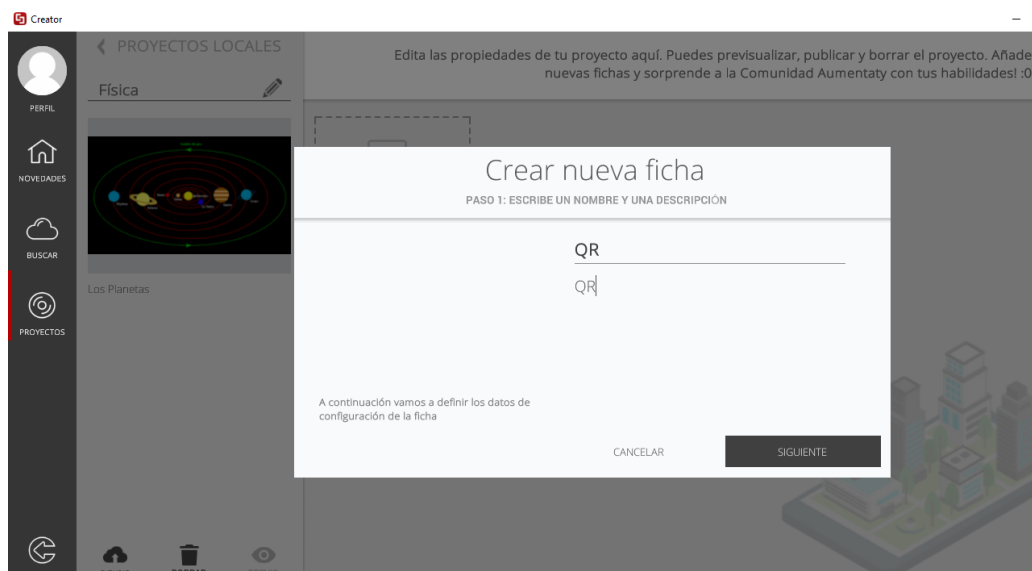 Creator
PERFIL
NOVEDADES
BUSCAR
PROYECTOS
PROYECTOS LOCALES
Física
Los Planetas
BORRAR
Edita las propiedades de tu proyecto aquí. Puedes previsualizar, publicar y borrar el proyecto. Añade
nuevas fichas y sorprende a la Comunidad Aumentaty con tus habilidades! :0
Crear nueva ficha
PASO 1: ESCRIBE UN NOMBRE Y UNA DESCRIPCIÓN
QR
QR
A continuación vamos a definir los datos de
configuración de la ficha
CANCELAR
SIGUIENTE